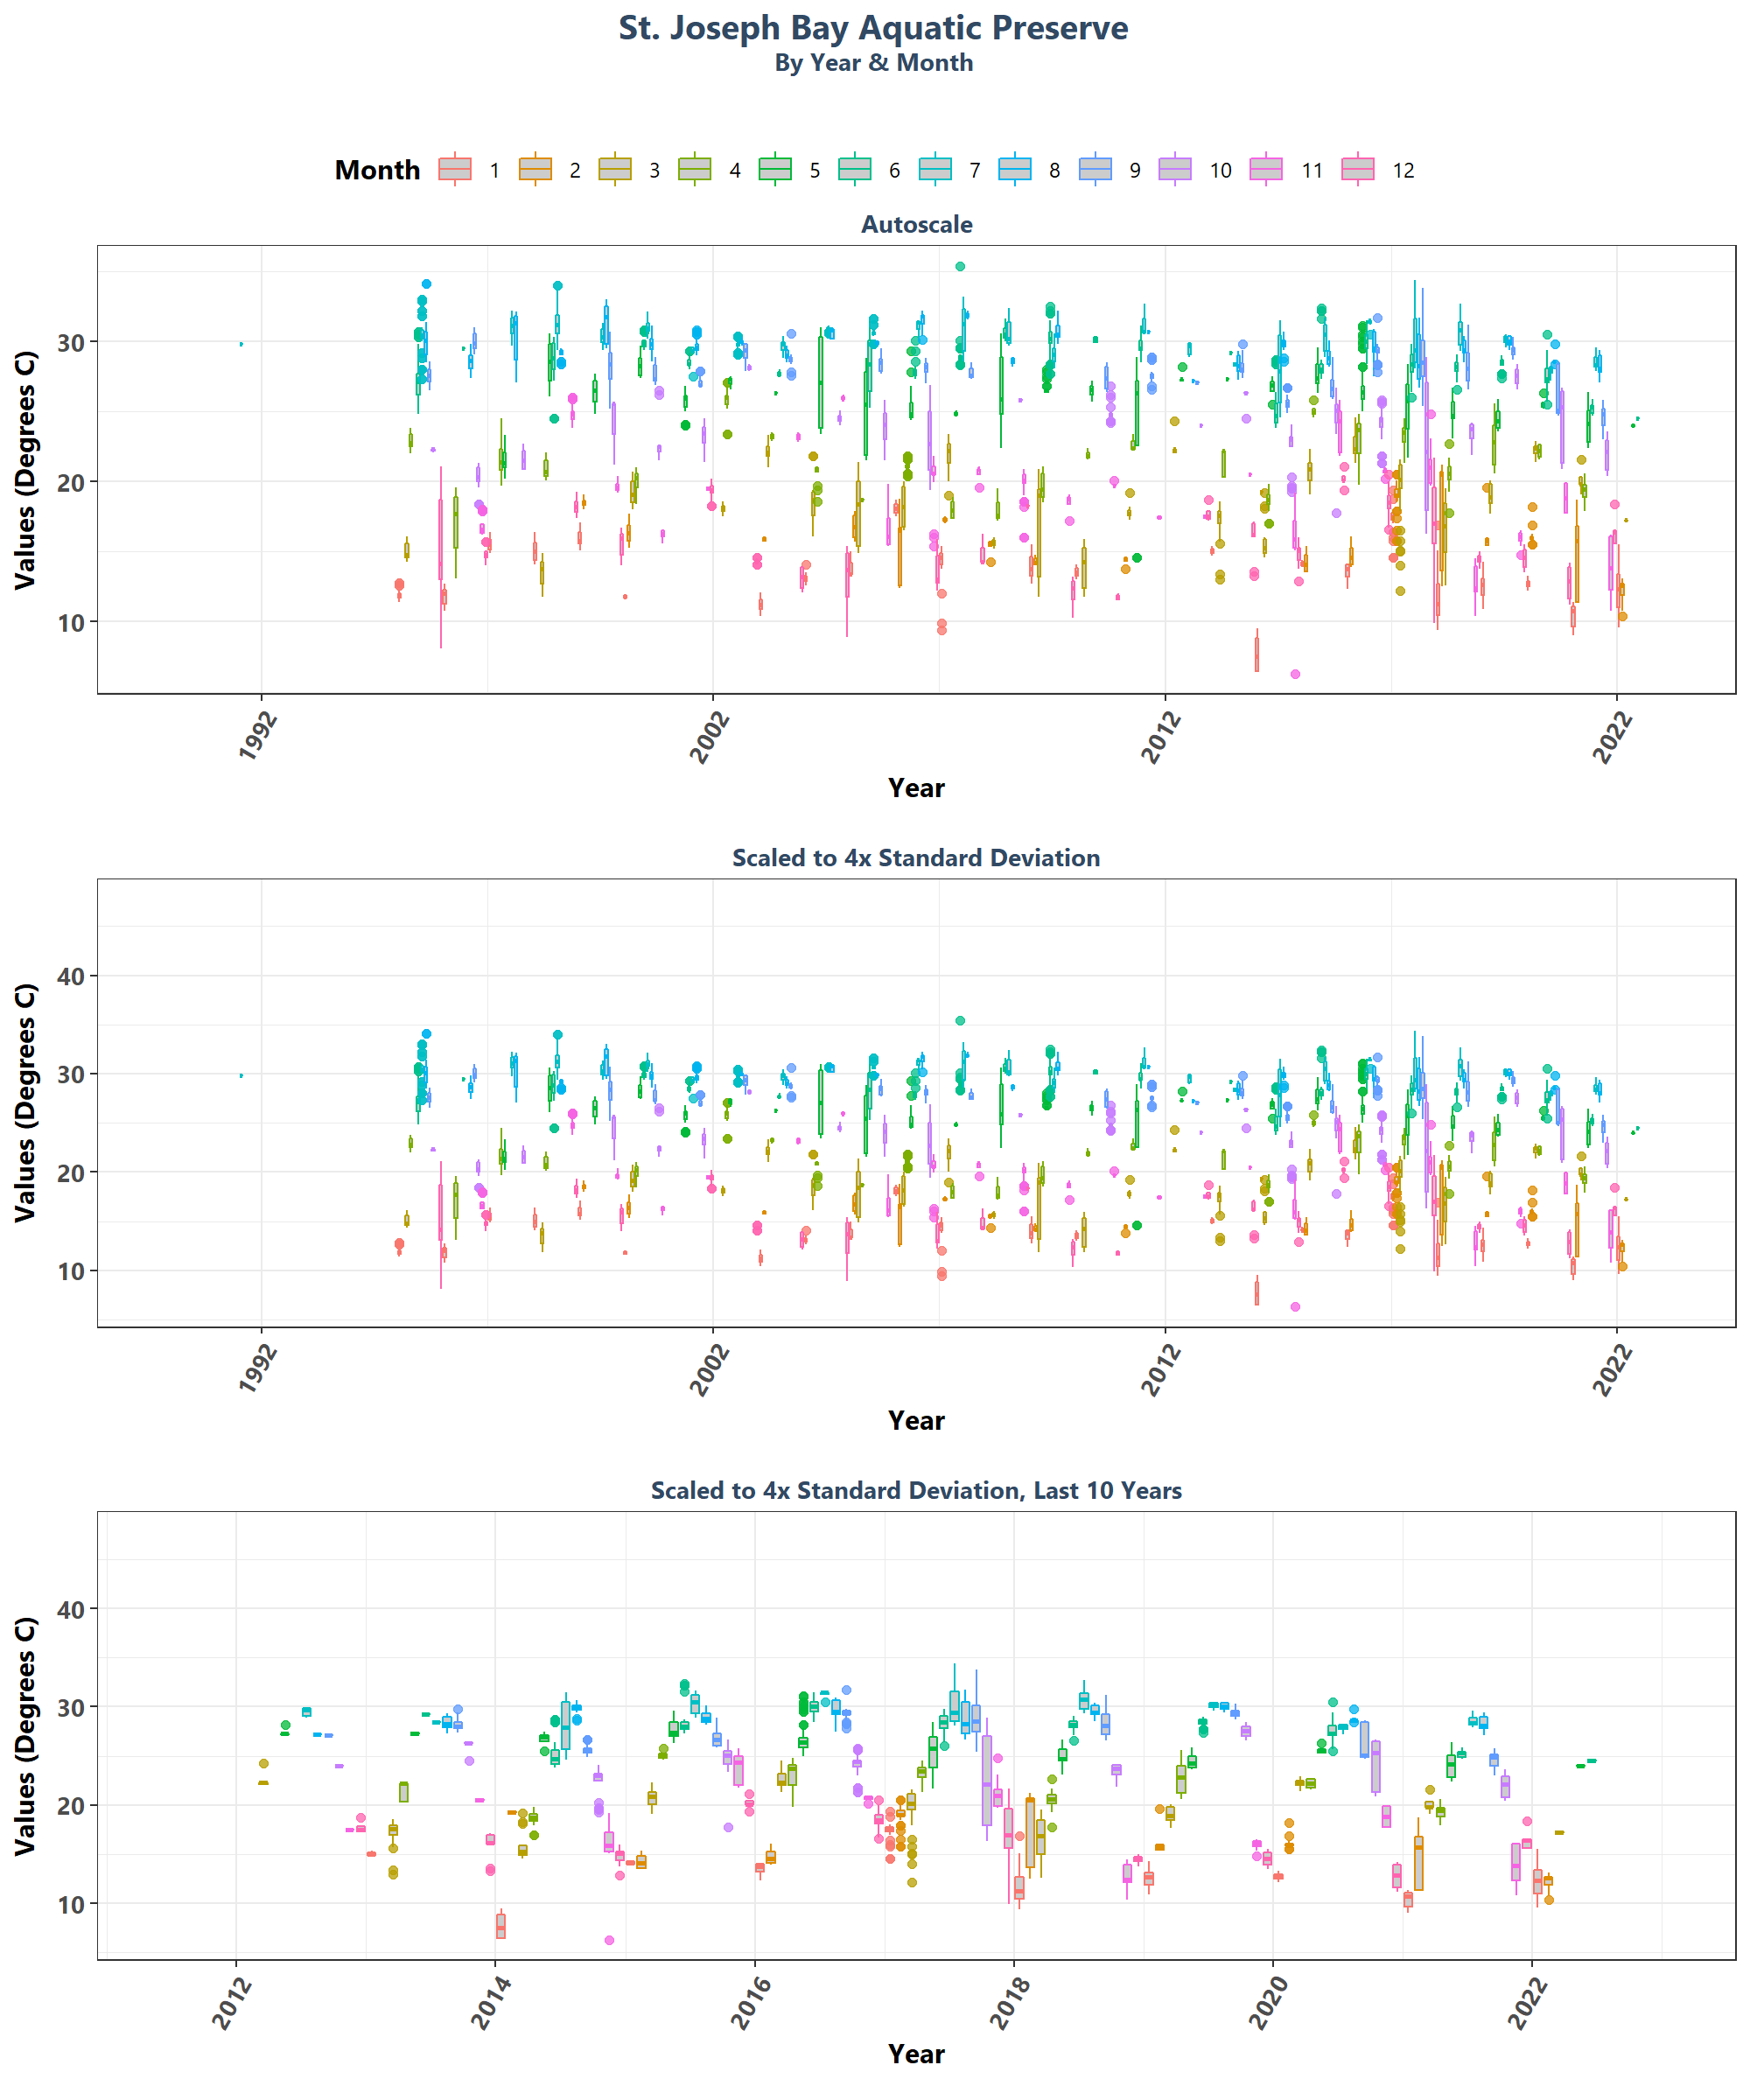 St. Joseph Bay Aquatic Preserve
By Year & Month
Month 1 2 3 4 5 6 7 8 9 10 11 12
Autoscale
Values (Degrees C)
30
20
10
1992 2002 2012 2022
Year
Scaled to 4x Standard Deviation
Values (Degrees C)
40
30
20
10
1992 2002 2012 2022
Year
Scaled to 4x Standard Deviation, Last 10 Years
Values (Degrees C)
40
30
20
10
2012 2014 2016 2018 2020 2022
Year